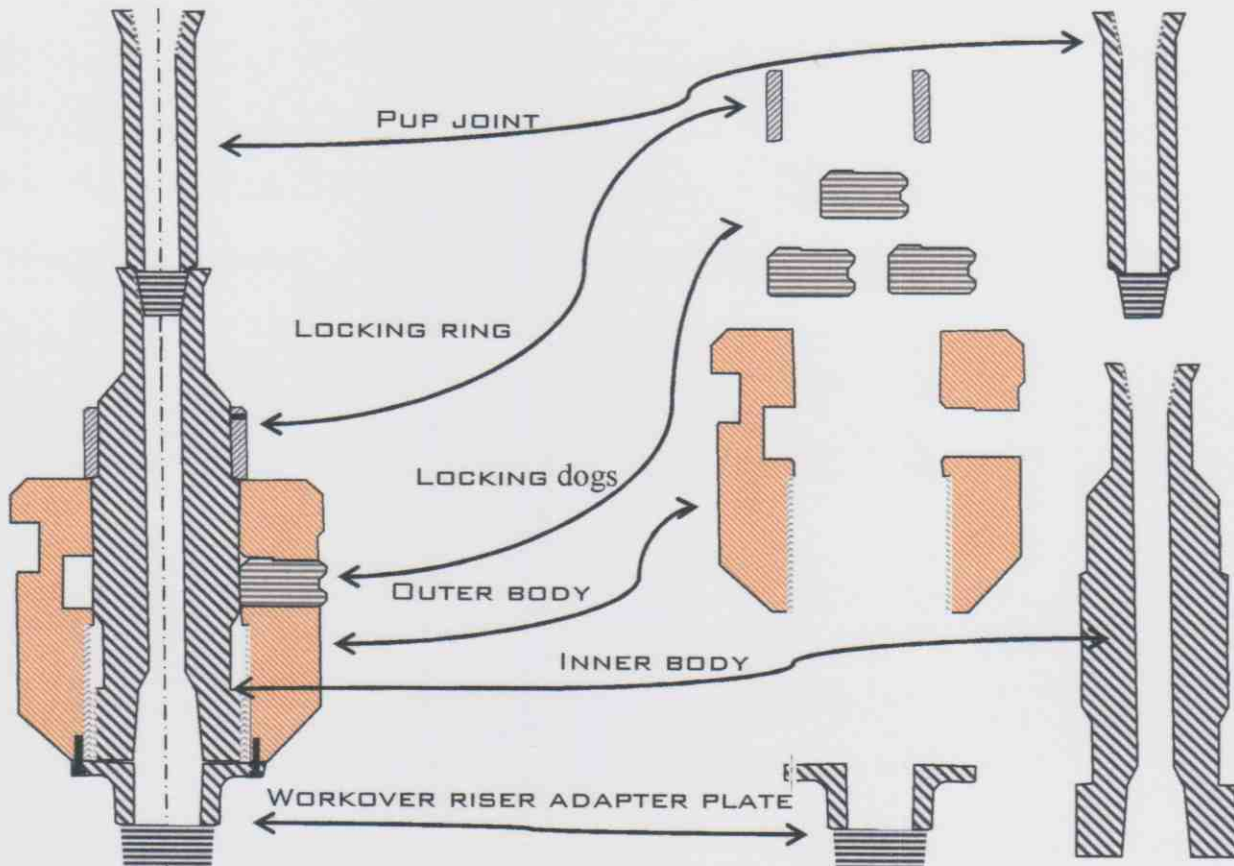 PUP JOINT
LOCKING RING
LOCKING dogs
OUTER BODY
INNER BODY
WORKOVER RISER ADAPTER PLATE